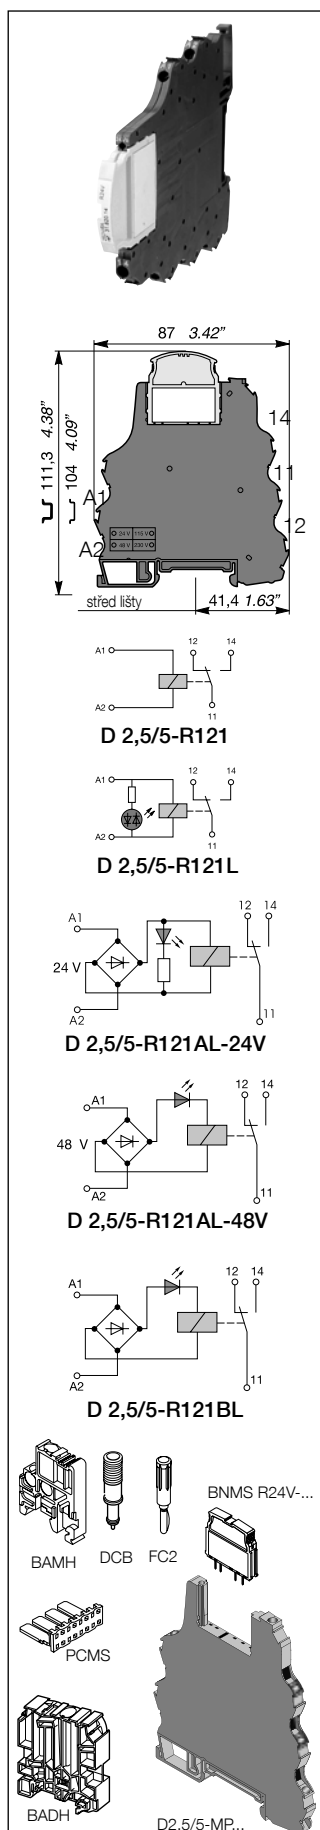 87 3.42”
111,3 4.38”
104 4.09”
14
11
12
A1
A2
24 V 115 V
48 V 230 V
střed lišty
41,4 1.63”
A1
A2
12
14
11
D 2,5/5-R121
A1
A2
12
14
11
D 2,5/5-R121L
A1
24 V
A2
12
14
11
D 2,5/5-R121AL-24V
A1
48 V
A2
12
14
11
D 2,5/5-R121AL-48V
A1
A2
12
14
11
D 2,5/5-R121BL
BAMH
DCB
FC2
BNMS R24V-...
PCMS
BADH
D2,5/5-MP...